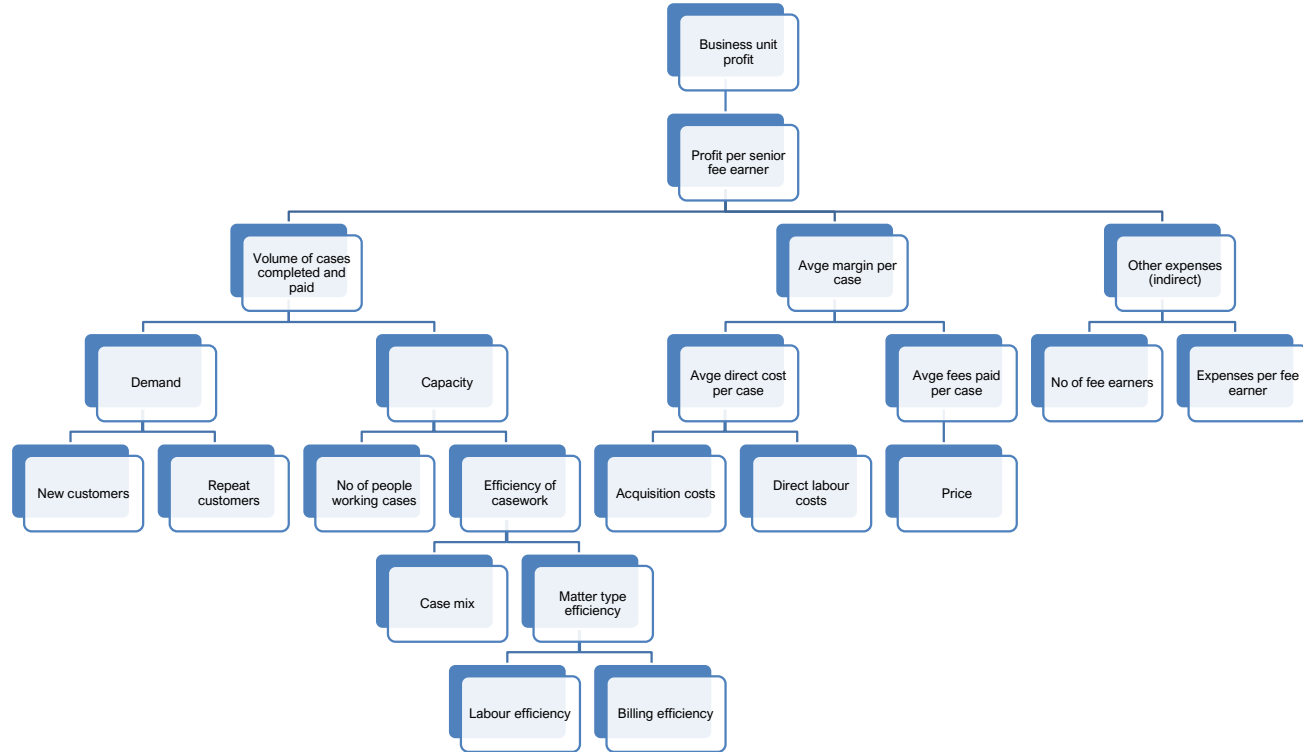 Business unit
profit
Profit per senior
fee earner
Volume of cases
completed and
paid
Avge margin per
case
Other expenses
(indirect)
Demand
Capacity
Avge direct cost
per case
Avge fees paid
per case
No of fee earners
Expenses per fee
earner
New customers
Repeat
customers
No of people
working cases
Efficiency of
casework
Acquisition costs
Direct labour
costs
Price
Case mix
Matter type
efficiency
Labour efficiency
Billing efficiency